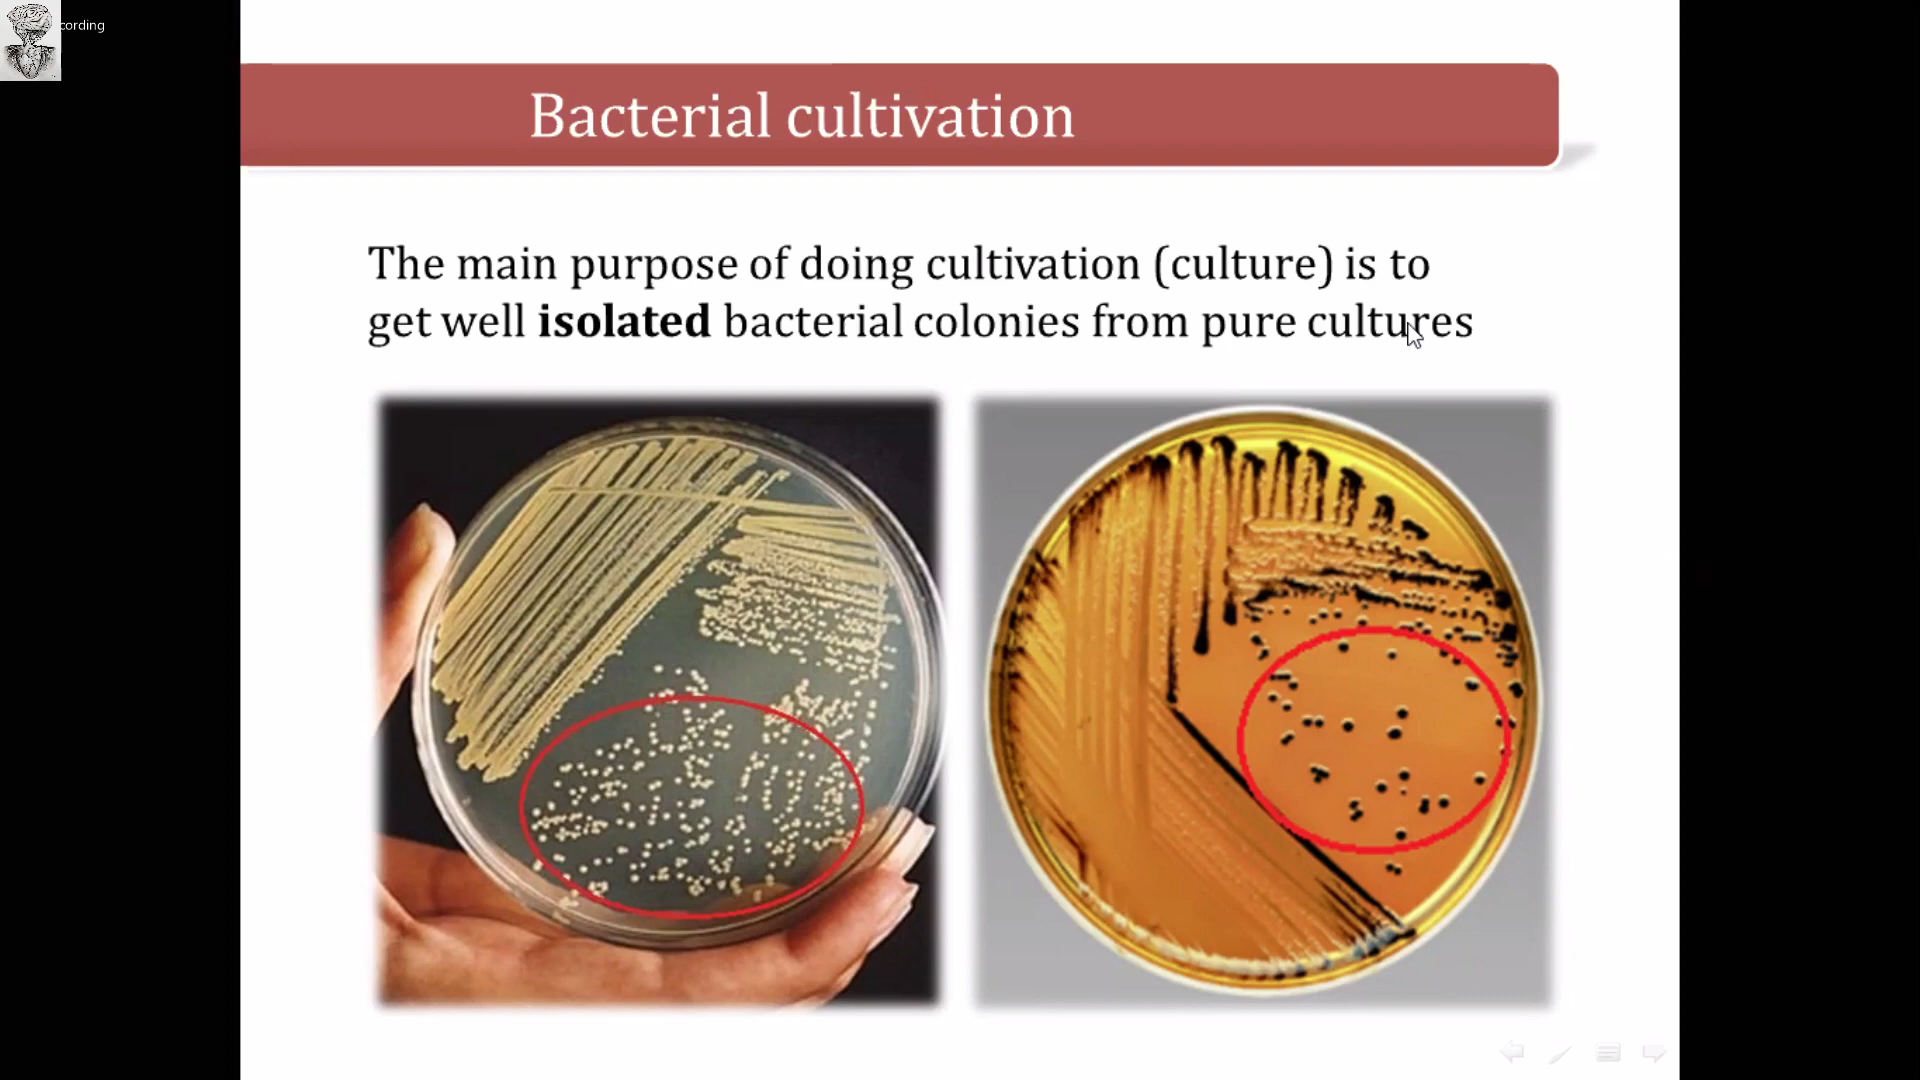 cording
Bacterial cultivation
The main purpose of doing cultivation (culture) is to
get well isolated bacterial colonies from pure cultures